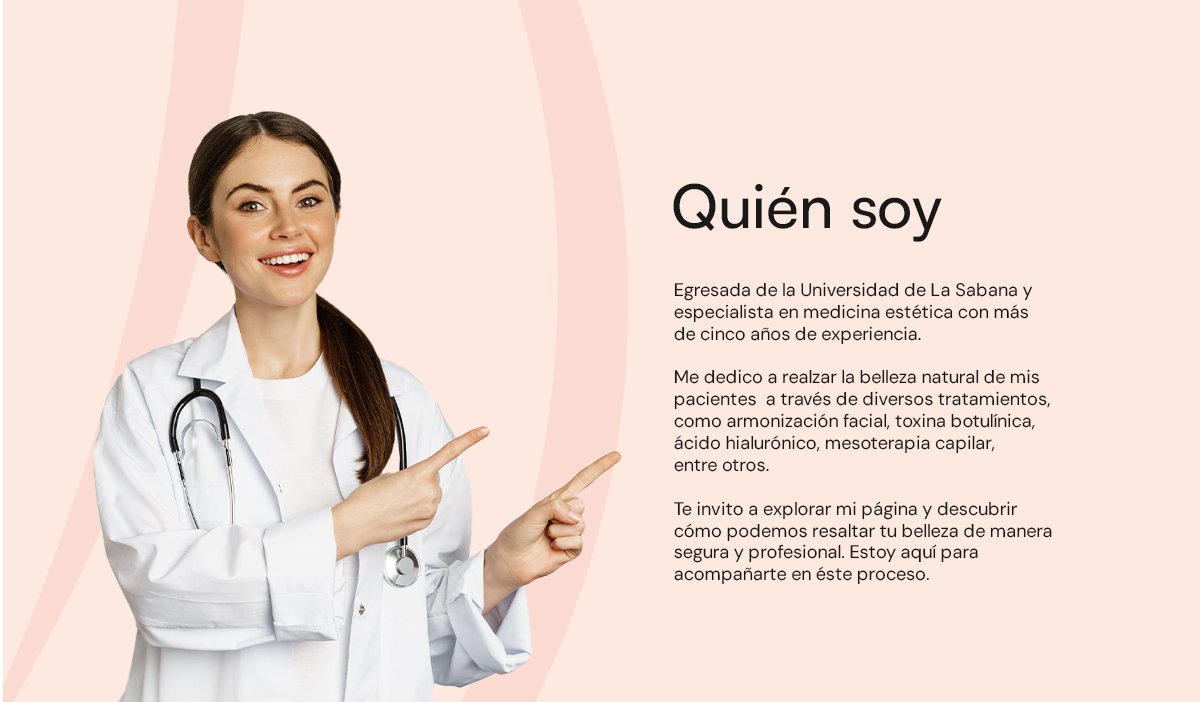 Quién soy
Egresada de la Universidad de La Sabana y
especialista en medicina estética con más
de cinco años de experiencia.
Me dedico a realzar la belleza natural de mis
pacientes  a través de diversos tratamientos,
como armonización facial, toxina botulínica,
ácido hialurónico, mesoterapia capilar,
entre otros.
Te invito a explorar mi página y descubrir
cómo podemos resaltar tu belleza de manera
segura y profesional. Estoy aquí para
acompañarte en éste proceso.